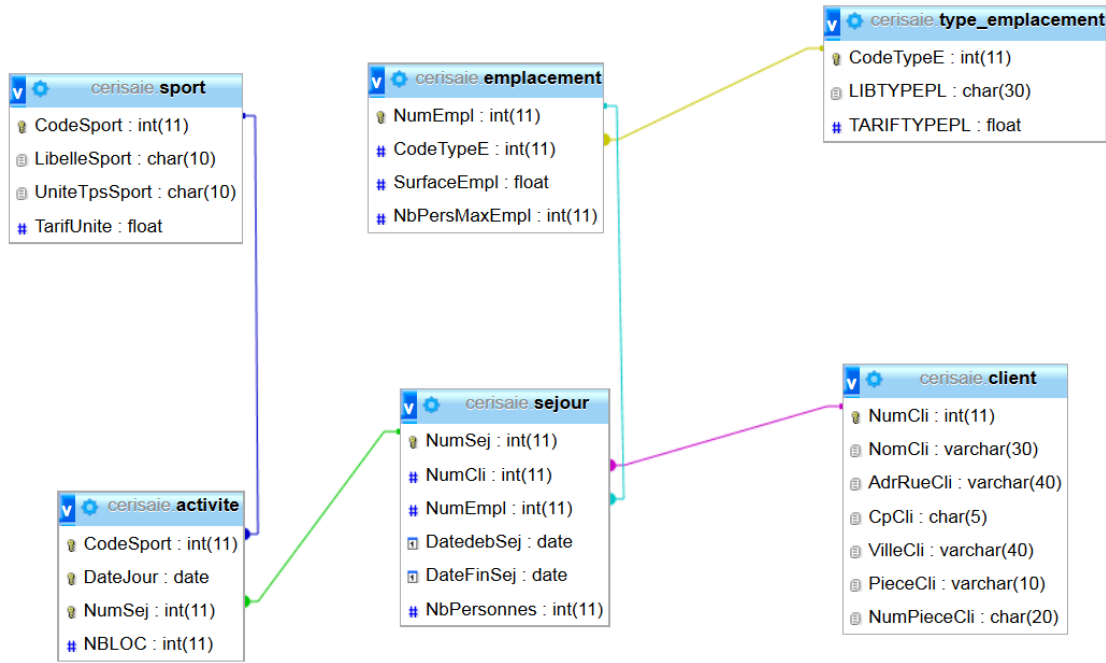 v cerisaie.sport
CodeSport : int(11)
LibelleSport : char(10)
UniteTpsSport : char(10)
# TarifUnite : float
v cerisaie.emplacement
NumEmpl : int(11)
# CodeTypeE : int(11)
# SurfaceEmpl : float
# NbPersMaxEmpl : int(11)
v cerisaie.type_emplacement
CodeTypeE : int(11)
LIBTYPEPL : char(30)
# TARIFTYPEPL : float
v cerisaie.activite
CodeSport : int(11)
DateJour : date
NumSej : int(11)
# NBLOC : int(11)
v cerisaie.sejour
NumSej : int(11)
# NumCli : int(11)
# NumEmpl : int(11)
DatedebSej : date
DateFinSej : date
# NbPersonnes : int(11)
v cerisaie.client
NumCli : int(11)
NomCli : varchar(30)
AdrRueCli : varchar(40)
CpCli : char(5)
VilleCli : varchar(40)
PieceCli : varchar(10)
NumPieceCli : char(20)